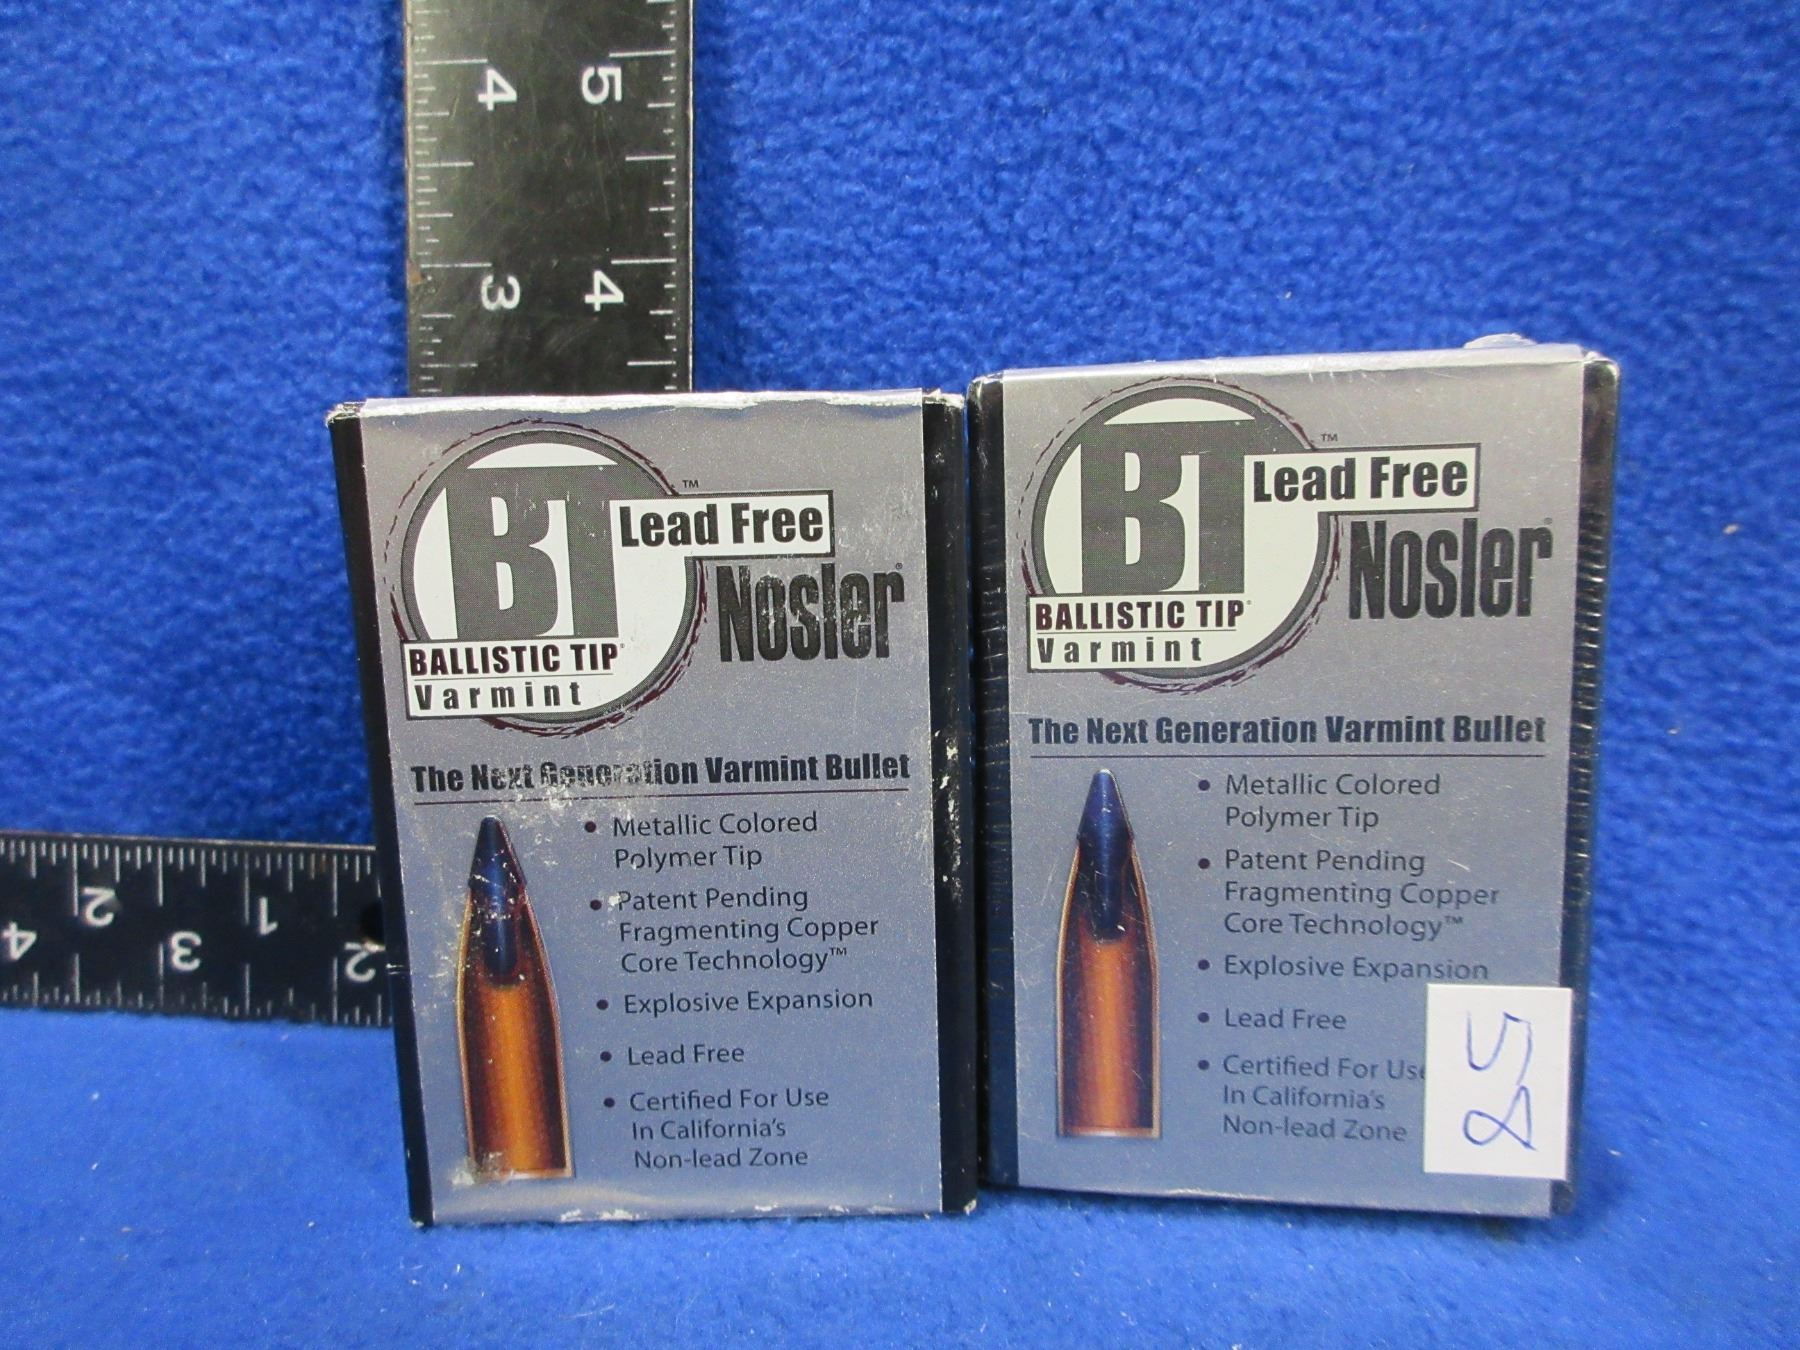 4 5
3 4
BT™
Lead Free
Nosler®
BALLISTIC TIP®
Varmint
The Next Generation Varmint Bullet
• Metallic Colored
Polymer Tip
• Patent Pending
Fragmenting Copper
Core Technology™
• Explosive Expansion
• Lead Free
• Certified For Use
In California's
Non-lead Zone
BT™
Lead Free
Nosler®
BALLISTIC TIP®
Varmint
The Next Generation Varmint Bullet
• Metallic Colored
Polymer Tip
• Patent Pending
Fragmenting Copper
Core Technology™
• Explosive Expansion
• Lead Free
• Certified For Use
In California's
Non-lead Zone
2 1
4 3 2